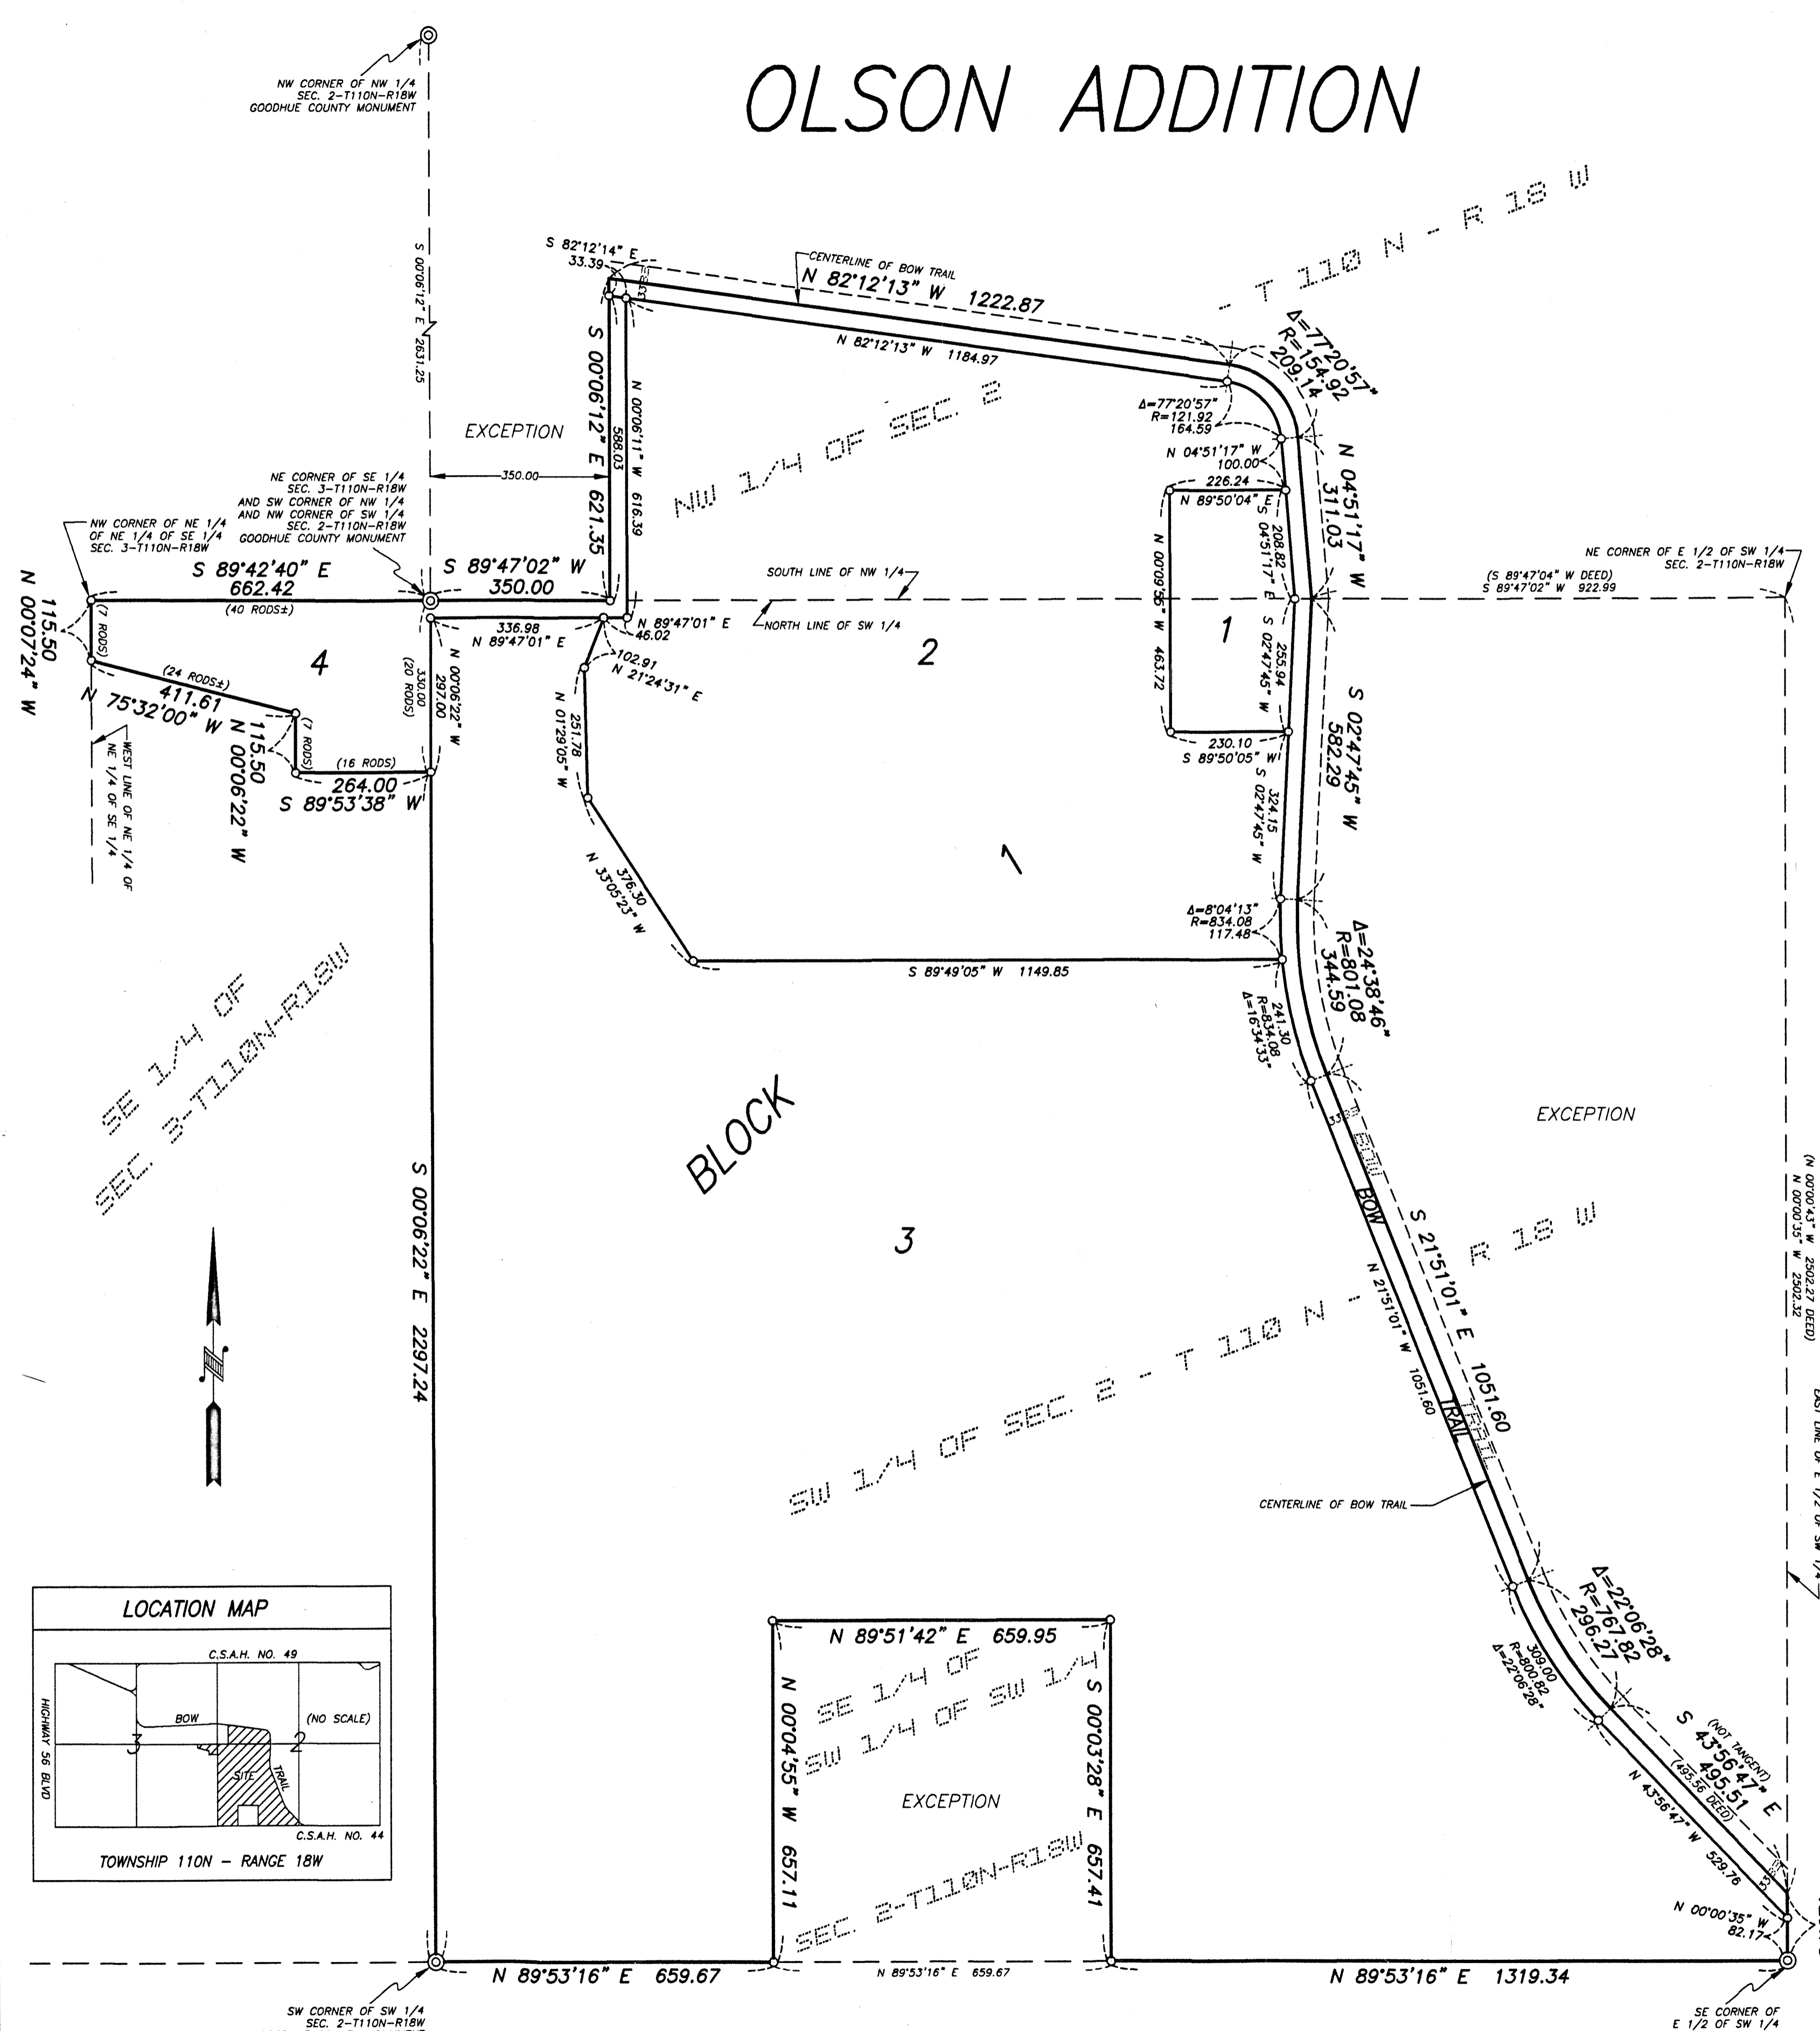 OLSON ADDITION
NW CORNER OF NW 1/4
SEC. 2-T110N-R18W
GOODHUE COUNTY MONUMENT
S 00°06'12" E 2631.25
- T 110 N - R 18 W
S 82°12'14" E
33.39
CENTERLINE OF BOW TRAIL
N 82°12'13" W 1222.87
N 82°12'13" W 1184.97
Δ=77°20'57"
R=154.92
209.14
Δ=77°20'57"
R=121.92
164.59
N 04°51'17" W
100.00
226.24
N 89°50'04" E
N 04°51'17" W
311.03
208.82
S 04°51'17" E
EXCEPTION
350.00
S 00°06'12" E 621.35
588.03
N 00°06'11" W 616.39
NW 1/4 OF SEC. 2
NE CORNER OF SE 1/4
SEC. 3-T110N-R18W
AND SW CORNER OF NW 1/4
AND NW CORNER OF SW 1/4
SEC. 2-T110N-R18W
GOODHUE COUNTY MONUMENT
NW CORNER OF NE 1/4
OF NE 1/4 OF SE 1/4
SEC. 3-T110N-R18W
S 89°42'40" E
662.42
(40 RODS±)
S 89°47'02" W
350.00
SOUTH LINE OF NW 1/4
NORTH LINE OF SW 1/4
NE CORNER OF E 1/2 OF SW 1/4
SEC. 2-T110N-R18W
(S 89°47'04" W DEED)
S 89°47'02" W 922.99
115.50
N 00°07'24" W
(7 RODS)
4
(24 RODS±)
411.61
N 75°32'00" W
115.50
N 00°06'22" W
(7 RODS)
(16 RODS)
264.00
S 89°53'38" W
N 00°06'22" W
297.00
330.00
(20 RODS)
336.98
N 89°47'01" E
N 89°47'01" E
46.02
102.91
N 21°24'31" E
251.78
N 01°29'05" W
376.30
N 33°05'23" W
2
1
N 00°09'56" W 463.72
255.94
S 02°47'45" W
230.10
S 89°50'05" W
S 02°47'45" W
582.29
324.15
S 02°47'45" W
1
Δ=8°04'13"
R=834.08
117.48
S 89°49'05" W 1149.85
Δ=24°38'46"
R=801.08
344.59
241.30
R=834.08
Δ=16°34'33"
WEST LINE OF NE 1/4 OF
NE 1/4 OF SE 1/4
SE 1/4 OF
SEC. 3-T110N-R18W
BLOCK
3
S 00°06'22" E 2297.24
EXCEPTION
33
BOW
BOW
S 21°51'01" E 1051.60
N 21°51'01" W 1051.60
TRAIL
TRAIL
(N 00°00'43" W 2502.27 DEED)
N 00°00'35" W 2502.32
EAST LINE OF E 1/2 OF SW 1/4
SW 1/4 OF SEC. 2 - T 110 N - R 18 W
CENTERLINE OF BOW TRAIL
Δ=22°06'28"
R=767.82
296.27
309.00
R=800.82
Δ=22°06'28"
(NOT TANGENT)
S 43°56'47" E
495.51
(495.56 DEED)
N 43°56'47" W 529.76
33
N 00°00'35" W
82.17
N 89°51'42" E 659.95
SE 1/4 OF
SW 1/4 OF SW 1/4
N 00°04'55" W 657.11
EXCEPTION
S 00°03'28" E 657.41
SEC. 2-T110N-R18W
LOCATION MAP
C.S.A.H. NO. 49
BOW
(NO SCALE)
3
2
SITE
TRAIL
HIGHWAY 56 BLVD
C.S.A.H. NO. 44
TOWNSHIP 110N - RANGE 18W
N 89°53'16" E 659.67
N 89°53'16" E 659.67
N 89°53'16" E 1319.34
SW CORNER OF SW 1/4
SEC. 2-T110N-R18W
SE CORNER OF
E 1/2 OF SW 1/4